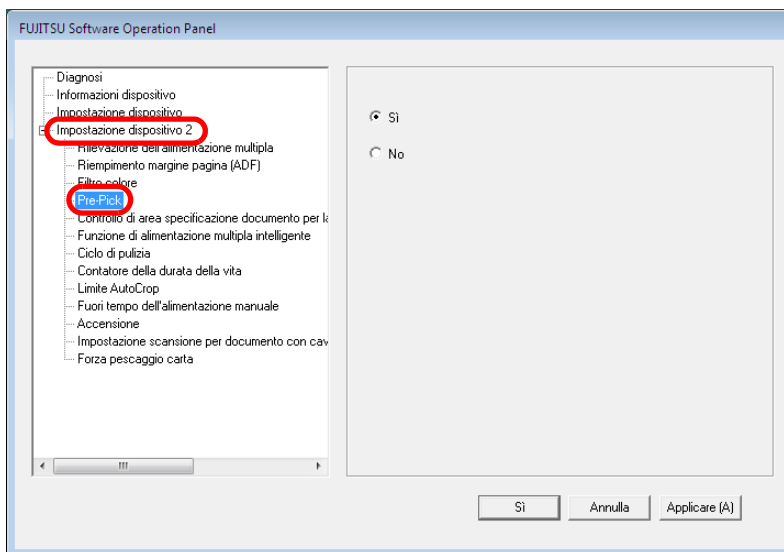 FUJITSU Software Operation Panel
Diagnosi
Informazioni dispositivo
Impostazione dispositivo
Impostazione dispositivo 2
Rilevazione dell'alimentazione multipla
Riempimento margine pagina (ADF)
Filtro colore
Pre-Pick
Controllo di area specificazione documento per la
Funzione di alimentazione multipla intelligente
Ciclo di pulizia
Contatore della durata della vita
Limite AutoCrop
Fuori tempo dell'alimentazione manuale
Accensione
Impostazione scansione per documento con cav
Forza pescaggio carta
Sì
No
Sì
Annulla
Applicare (A)